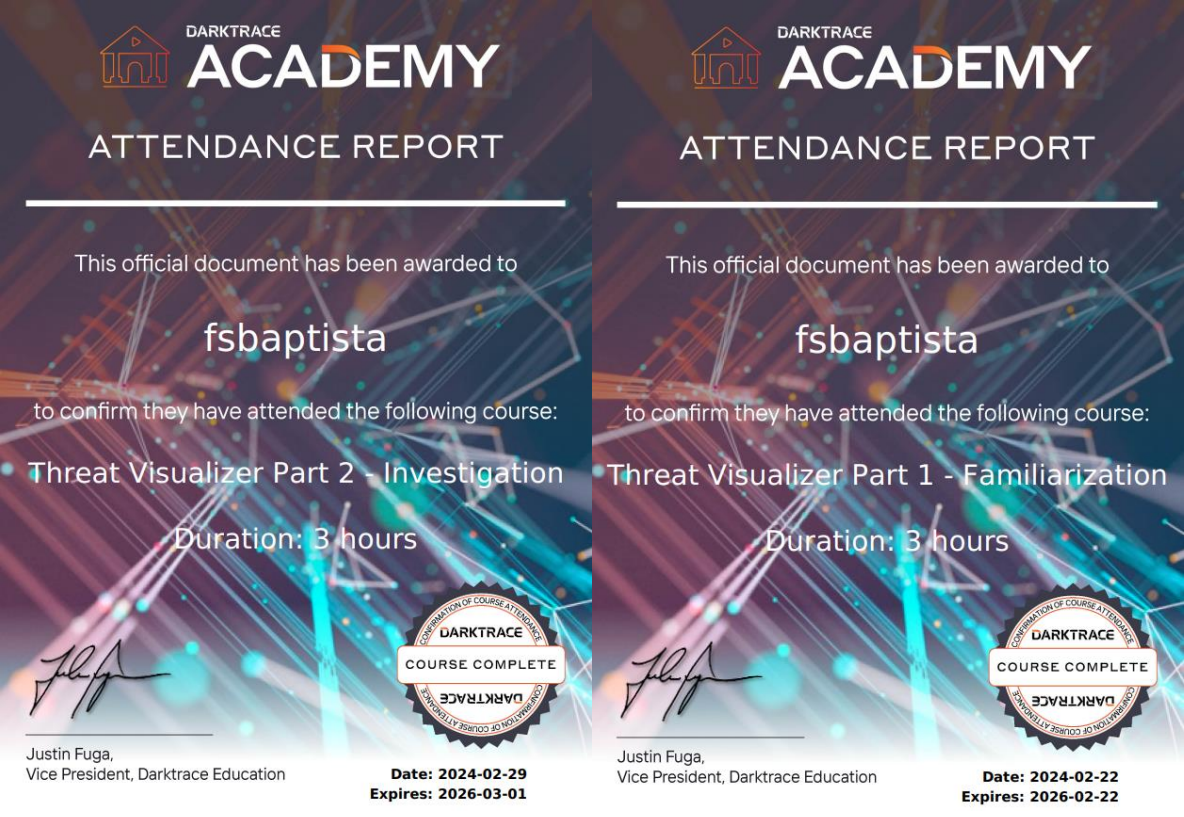 DARKTRACE
ACADEMY
ATTENDANCE REPORT
This official document has been awarded to
fsbaptista
to confirm they have attended the following course:
Threat Visualizer Part 2 - Investigation
Duration: 3 hours
CONFIRMATION OF COURSE ATTENDANCE
DARKTRACE
COURSE COMPLETE
DARKTRACE
CONFIRMATION OF COURSE ATTENDANCE
Justin Fuga,
Vice President, Darktrace Education
Date: 2024-02-29
Expires: 2026-03-01
DARKTRACE
ACADEMY
ATTENDANCE REPORT
This official document has been awarded to
fsbaptista
to confirm they have attended the following course:
Threat Visualizer Part 1 - Familiarization
Duration: 3 hours
CONFIRMATION OF COURSE ATTENDANCE
DARKTRACE
COURSE COMPLETE
DARKTRACE
CONFIRMATION OF COURSE ATTENDANCE
Justin Fuga,
Vice President, Darktrace Education
Date: 2024-02-22
Expires: 2026-02-22